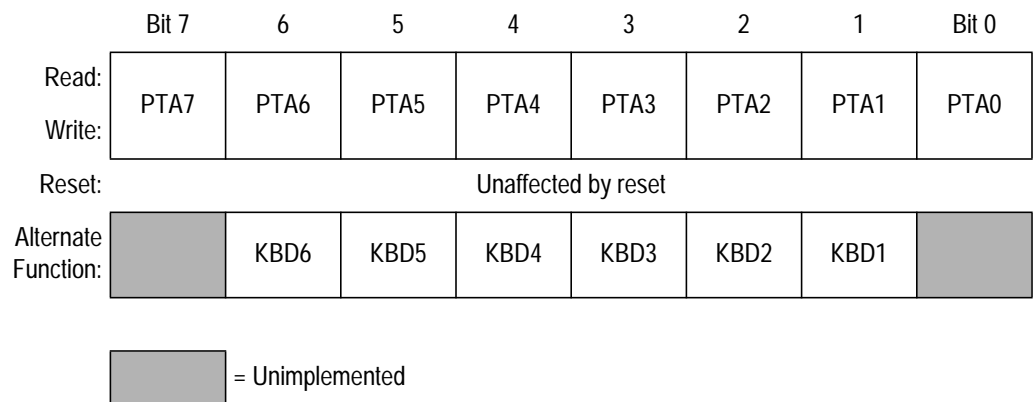 Bit 7 6 5 4 3 2 1 Bit 0
Read:
PTA7 PTA6 PTA5 PTA4 PTA3 PTA2 PTA1 PTA0
Write:
Reset: Unaffected by reset
Alternate
KBD6 KBD5 KBD4 KBD3 KBD2 KBD1
Function:
= Unimplemented